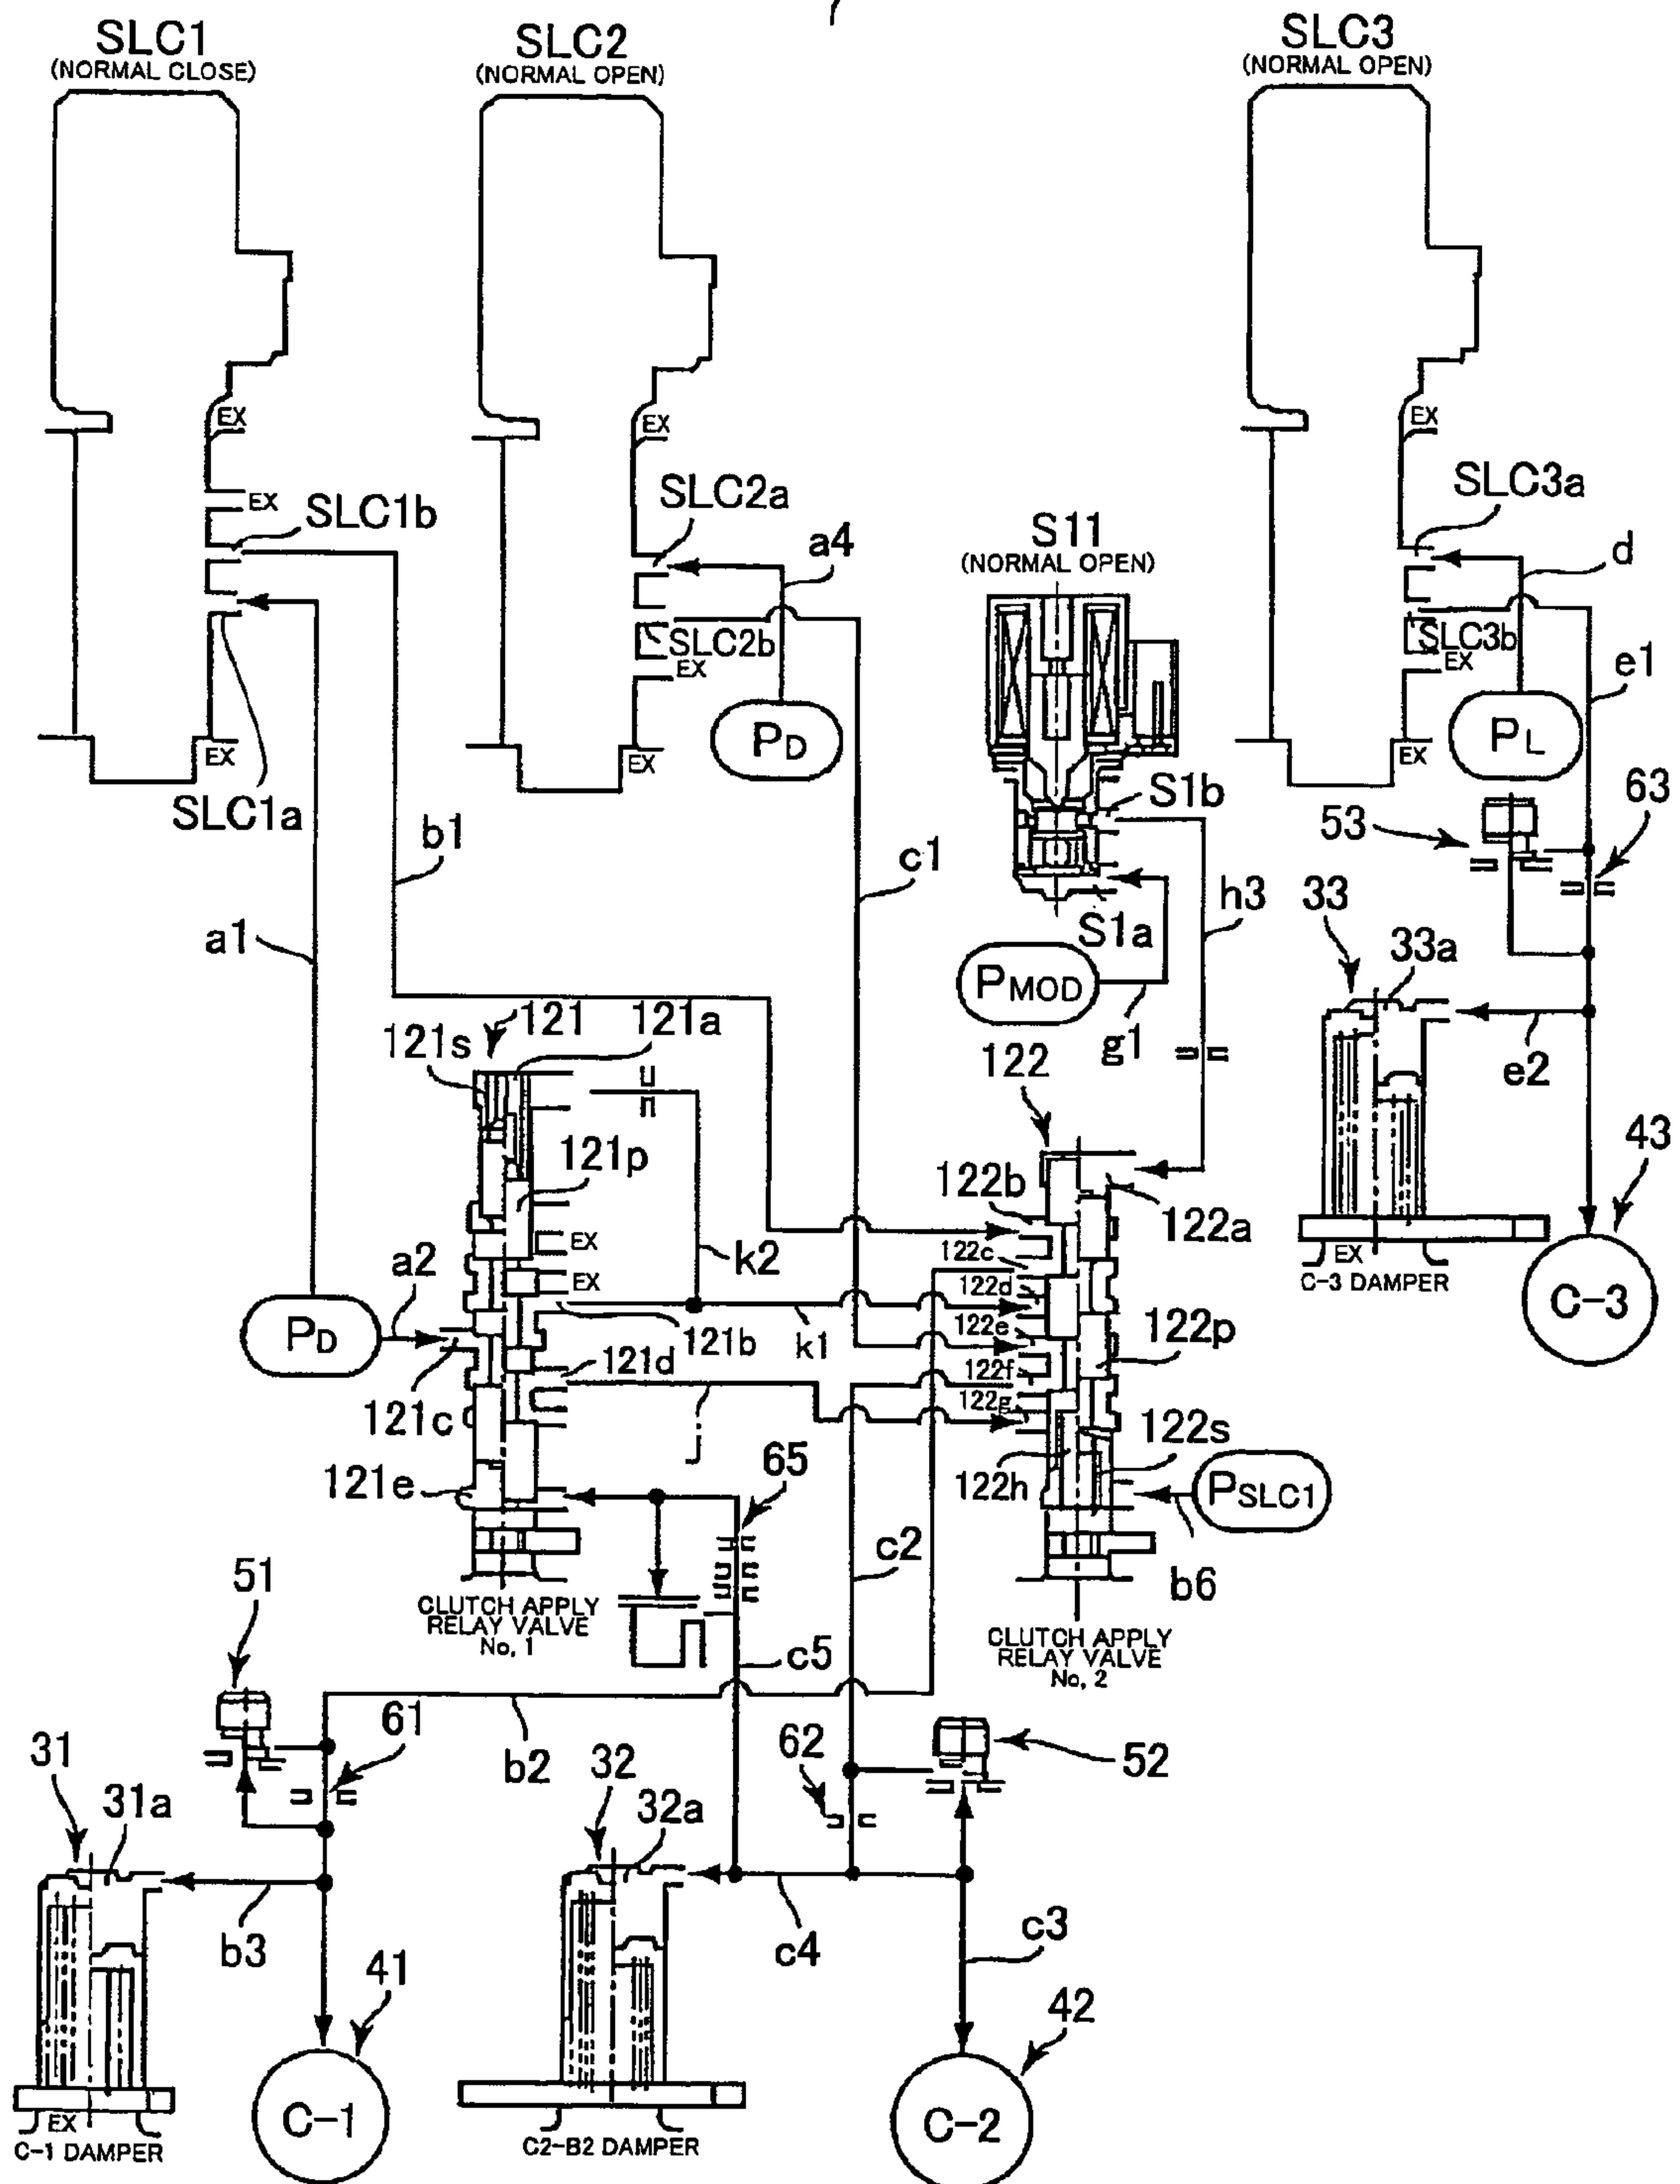 SLC1
(NORMAL CLOSE)
SLC2
(NORMAL OPEN)
SLC3
(NORMAL OPEN)
EX
EX
EX
EX
SLC1b
SLC2a
a4
S11
(NORMAL OPEN)
SLC3a
d
SLC2b
EX
SLC3b
EX
e1
PD
PL
EX
EX
EX
SLC1a
b1
S1b
53
63
c1
h3
33
33a
a1
S1a
PMOD
g1
e2
121s
121
121a
122
43
121p
122b
122a
EX
122c
EX
C-3 DAMPER
C-3
a2
EX
k2
122d
PD
121b
k1
122e
122p
121d
122f
121c
122g
122s
65
121e
122h
PSLC1
c2
b6
51
CLUTCH APPLY
RELAY VALVE
No. 1
CLUTCH APPLY
RELAY VALVE
No. 2
c5
61
31
31a
b2
62
32
32a
52
b3
c4
c3
41
42
EX
C-1 DAMPER
C-1
C2-B2 DAMPER
C-2
j